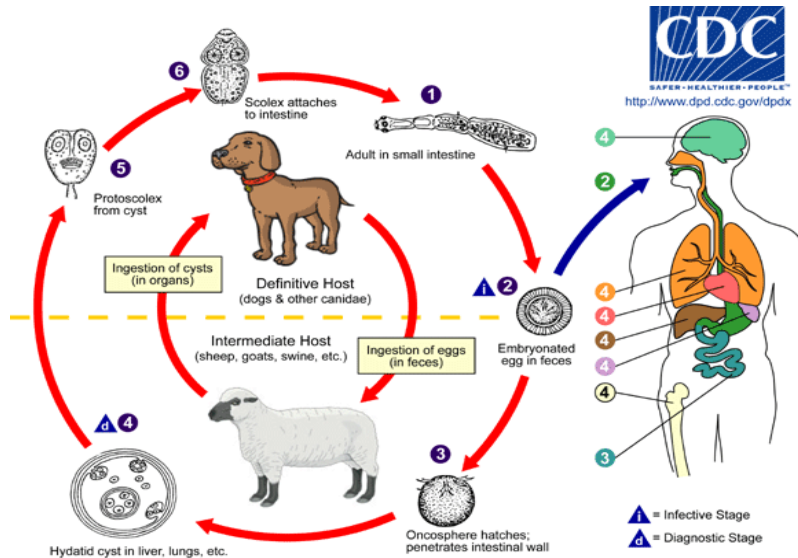 CDC
SAFER • HEALTHIER • PEOPLE™
http://www.dpd.cdc.gov/dpdx
6
Scolex attaches
to intestine
1
Adult in small intestine
5
Protoscolex
from cyst
Ingestion of cysts
(in organs)
Definitive Host
(dogs & other canidae)
i 2
Embryonated
egg in feces
Intermediate Host
(sheep, goats, swine, etc.)
Ingestion of eggs
(in feces)
d 4
Hydatid cyst in liver, lungs, etc.
3
Oncosphere hatches;
penetrates intestinal wall
4
2
4
4
4
4
4
3
i = Infective Stage
d = Diagnostic Stage